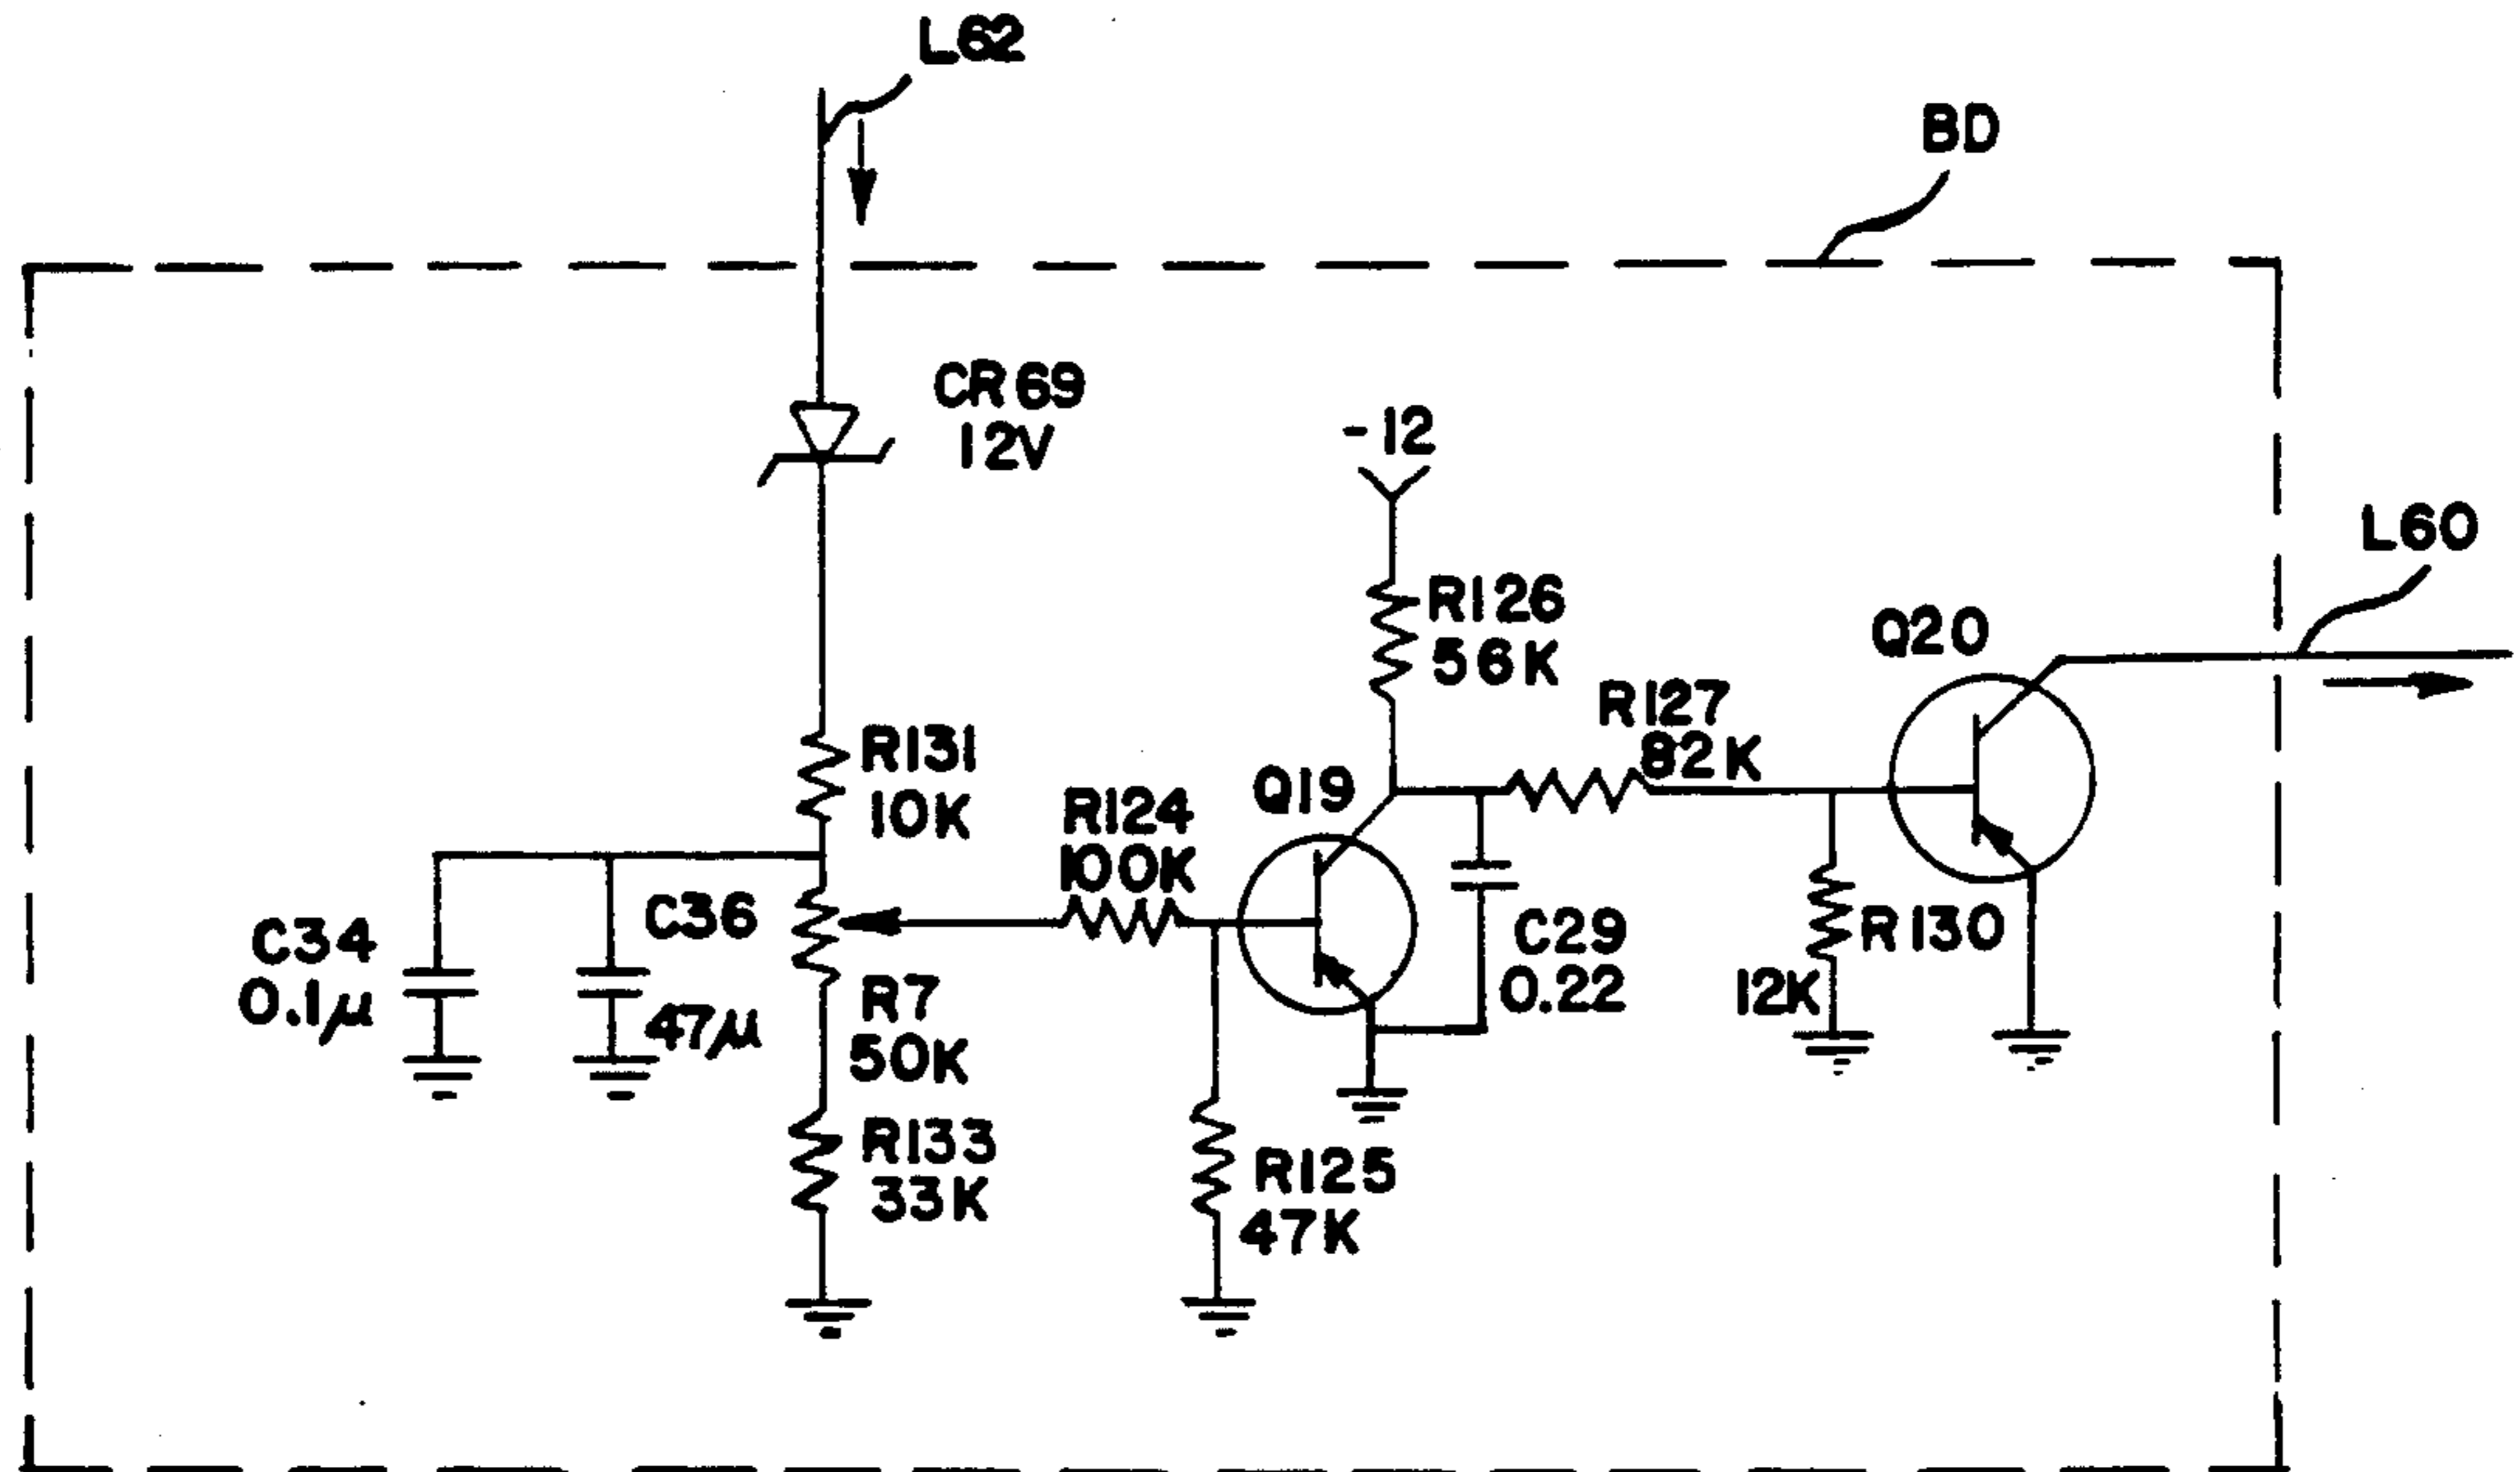 L62
BD
CR69
12V
-12
L60
R126
56K
Q20
R127
82K
R131
10K
Q19
R124
100K
C36
47µ
C34
0.1µ
R7
50K
C29
0.22
R130
12K
R133
33K
R125
47K